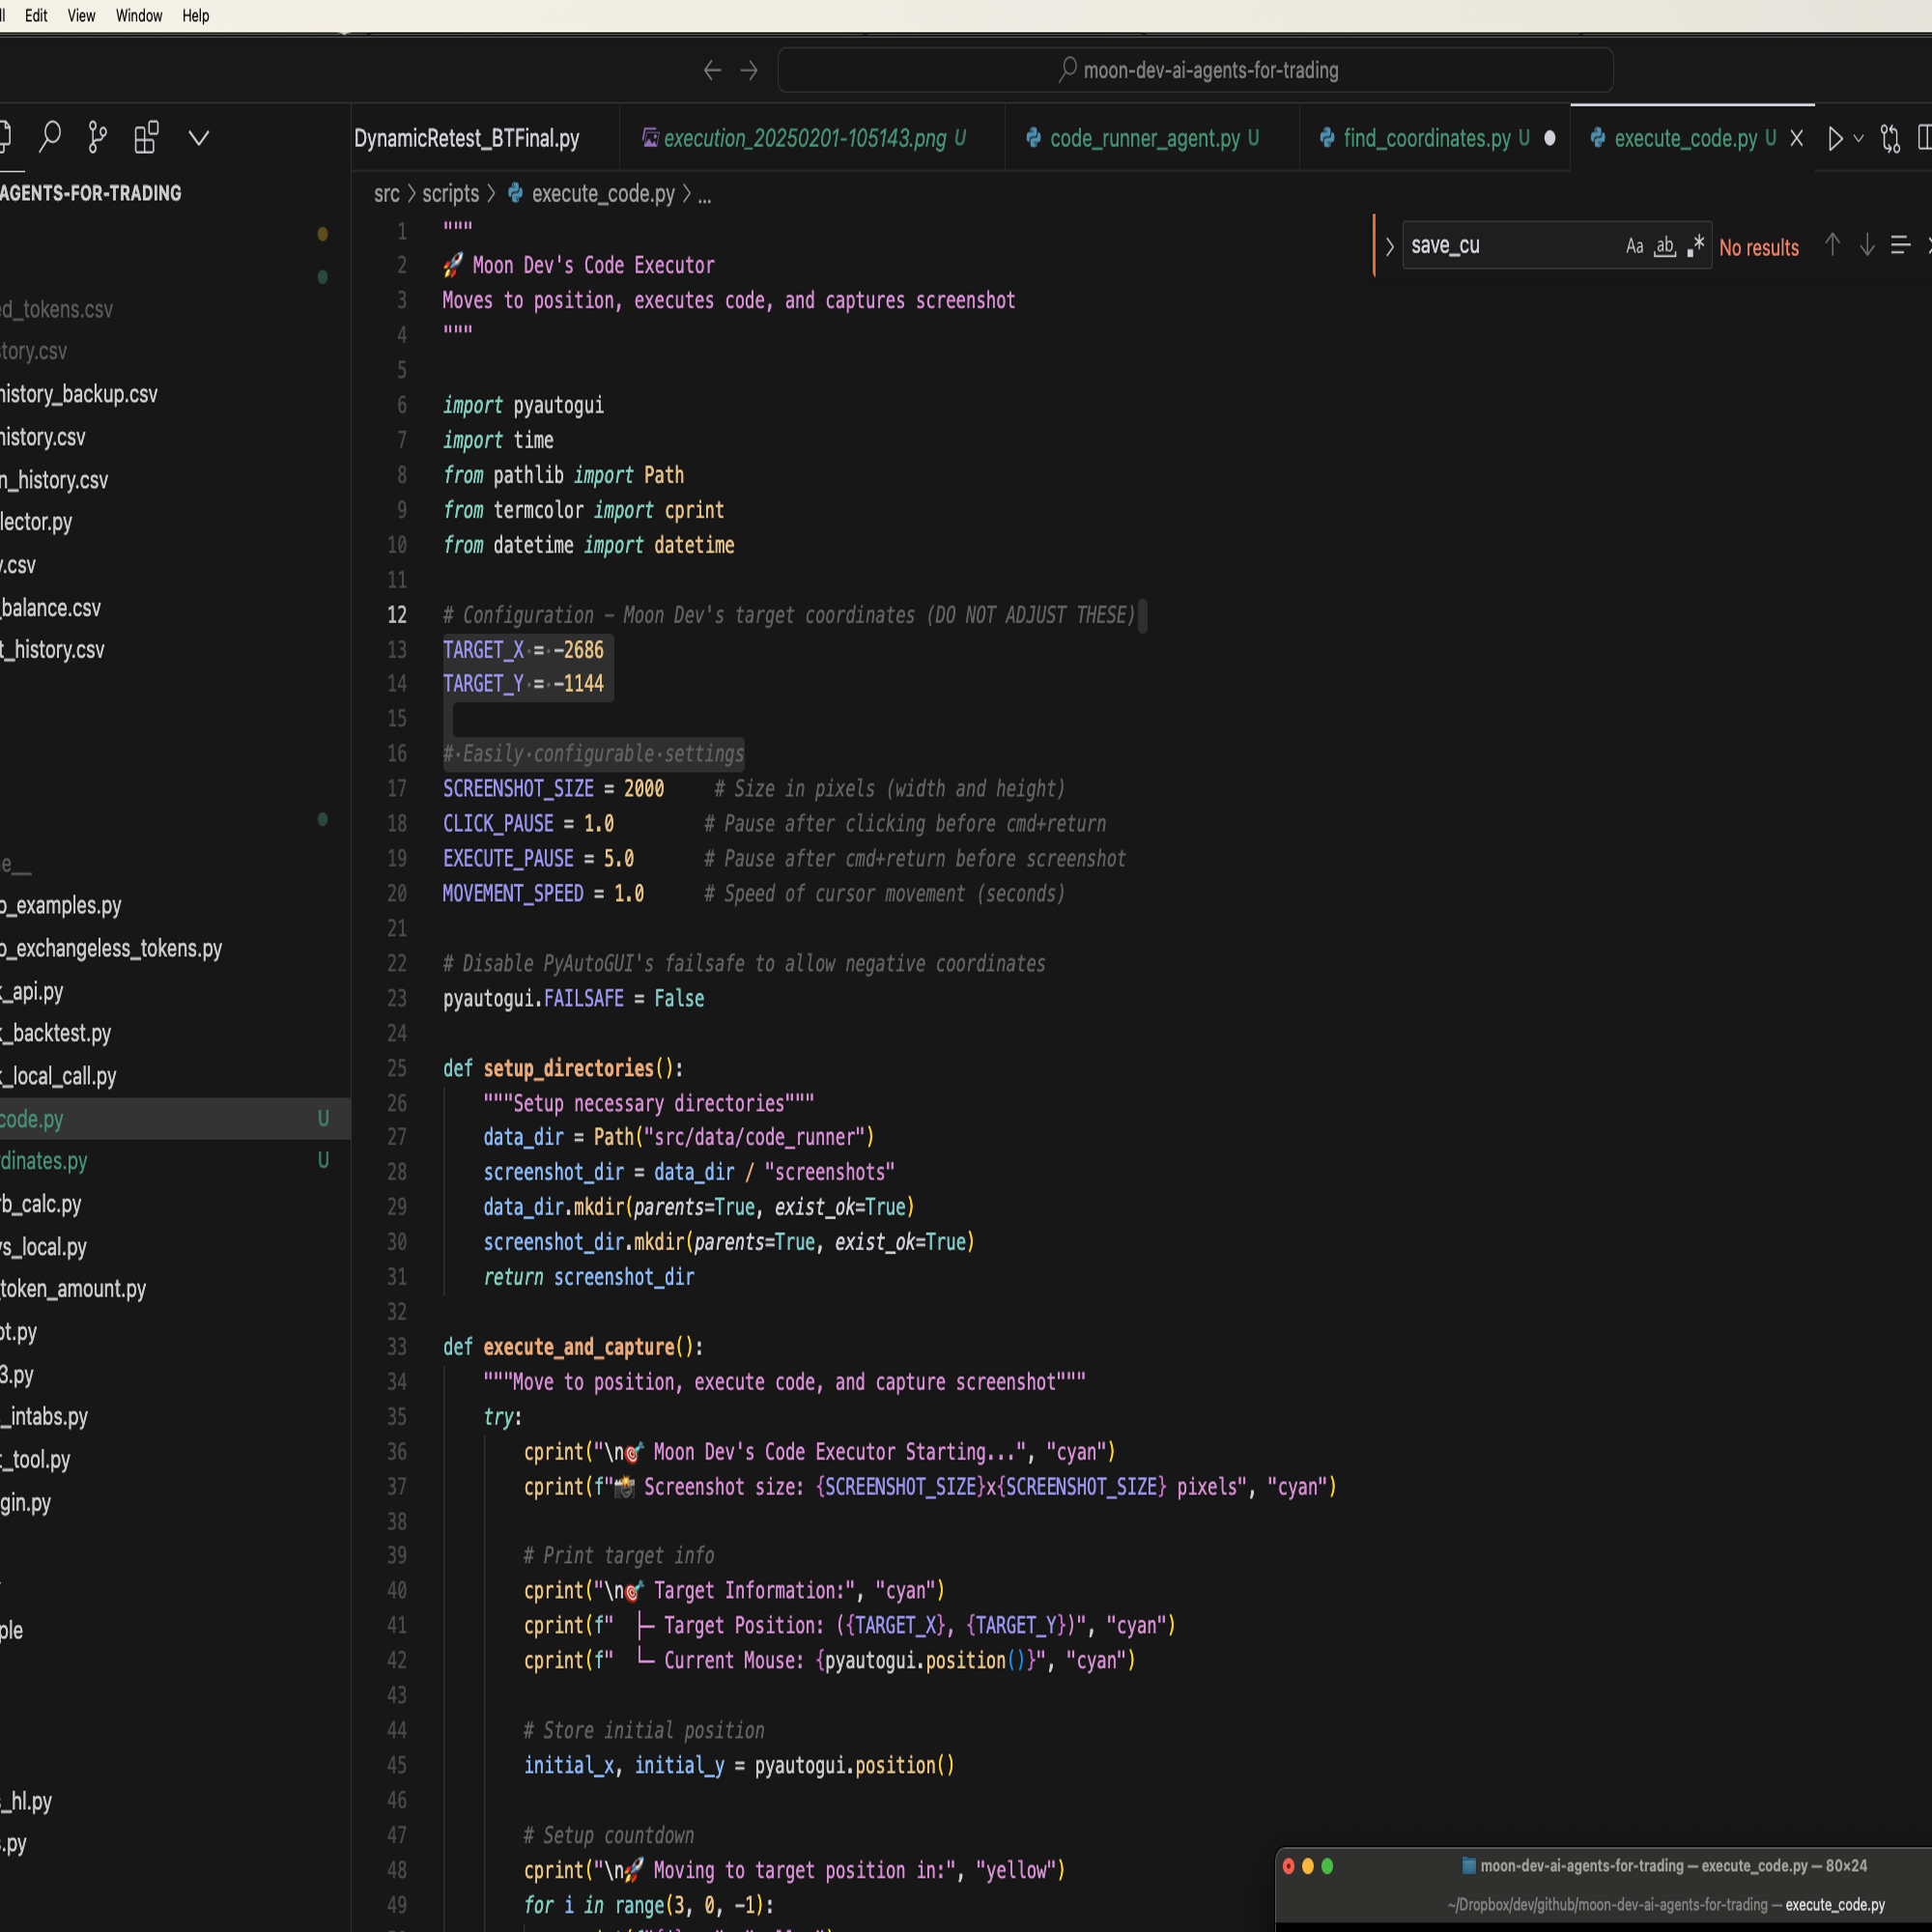 Edit View Window Help
moon-dev-ai-agents-for-trading
DynamicRetest_BTFinal.py execution_20250201-105143.png U code_runner_agent.py U find_coordinates.py U execute_code.py U
AGENTS-FOR-TRADING
src > scripts > execute_code.py > ...
save_cu Aa ab .* No results
ed_tokens.csv
story.csv
history_backup.csv
history.csv
n_history.csv
lector.py
v.csv
_balance.csv
t_history.csv
e__
o_examples.py
o_exchangeless_tokens.py
k_api.py
k_backtest.py
k_local_call.py
code.py U
dinates.py U
rb_calc.py
ys_local.py
token_amount.py
ot.py
3.py
_intabs.py
t_tool.py
gin.py
ple
s_hl.py
s.py
1 """
2 🚀 Moon Dev's Code Executor
3 Moves to position, executes code, and captures screenshot
4 """
5
6 import pyautogui
7 import time
8 from pathlib import Path
9 from termcolor import cprint
10 from datetime import datetime
11
12 # Configuration – Moon Dev's target coordinates (DO NOT ADJUST THESE)
13 TARGET_X = -2686
14 TARGET_Y = -1144
15
16 # Easily configurable settings
17 SCREENSHOT_SIZE = 2000 # Size in pixels (width and height)
18 CLICK_PAUSE = 1.0 # Pause after clicking before cmd+return
19 EXECUTE_PAUSE = 5.0 # Pause after cmd+return before screenshot
20 MOVEMENT_SPEED = 1.0 # Speed of cursor movement (seconds)
21
22 # Disable PyAutoGUI's failsafe to allow negative coordinates
23 pyautogui.FAILSAFE = False
24
25 def setup_directories():
26 """Setup necessary directories"""
27 data_dir = Path("src/data/code_runner")
28 screenshot_dir = data_dir / "screenshots"
29 data_dir.mkdir(parents=True, exist_ok=True)
30 screenshot_dir.mkdir(parents=True, exist_ok=True)
31 return screenshot_dir
32
33 def execute_and_capture():
34 """Move to position, execute code, and capture screenshot"""
35 try:
36 cprint("\n🎯 Moon Dev's Code Executor Starting...", "cyan")
37 cprint(f"📸 Screenshot size: {SCREENSHOT_SIZE}x{SCREENSHOT_SIZE} pixels", "cyan")
38
39 # Print target info
40 cprint("\n🎯 Target Information:", "cyan")
41 cprint(f" ├─ Target Position: ({TARGET_X}, {TARGET_Y})", "cyan")
42 cprint(f" └─ Current Mouse: {pyautogui.position()}", "cyan")
43
44 # Store initial position
45 initial_x, initial_y = pyautogui.position()
46
47 # Setup countdown
48 cprint("\n🚀 Moving to target position in:", "yellow")
49 for i in range(3, 0, -1):
moon-dev-ai-agents-for-trading — execute_code.py — 80×24
~/Dropbox/dev/github/moon-dev-ai-agents-for-trading — execute_code.py